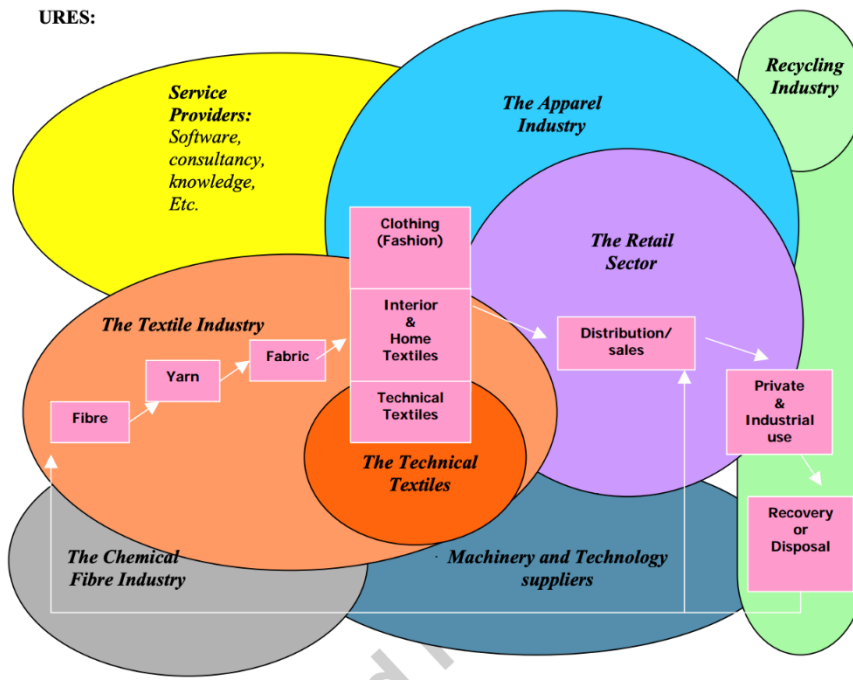 URES:
Service
Providers:
Software,
consultancy,
knowledge,
Etc.
The Apparel
Industry
Recycling
Industry
Clothing
(Fashion)
The Retail
Sector
The Textile Industry
Interior
&
Home
Textiles
Distribution/
sales
Fabric
Yarn
Fibre
Technical
Textiles
Private
&
Industrial
use
The Technical
Textiles
Recovery
or
Disposal
The Chemical
Fibre Industry
Machinery and Technology
suppliers